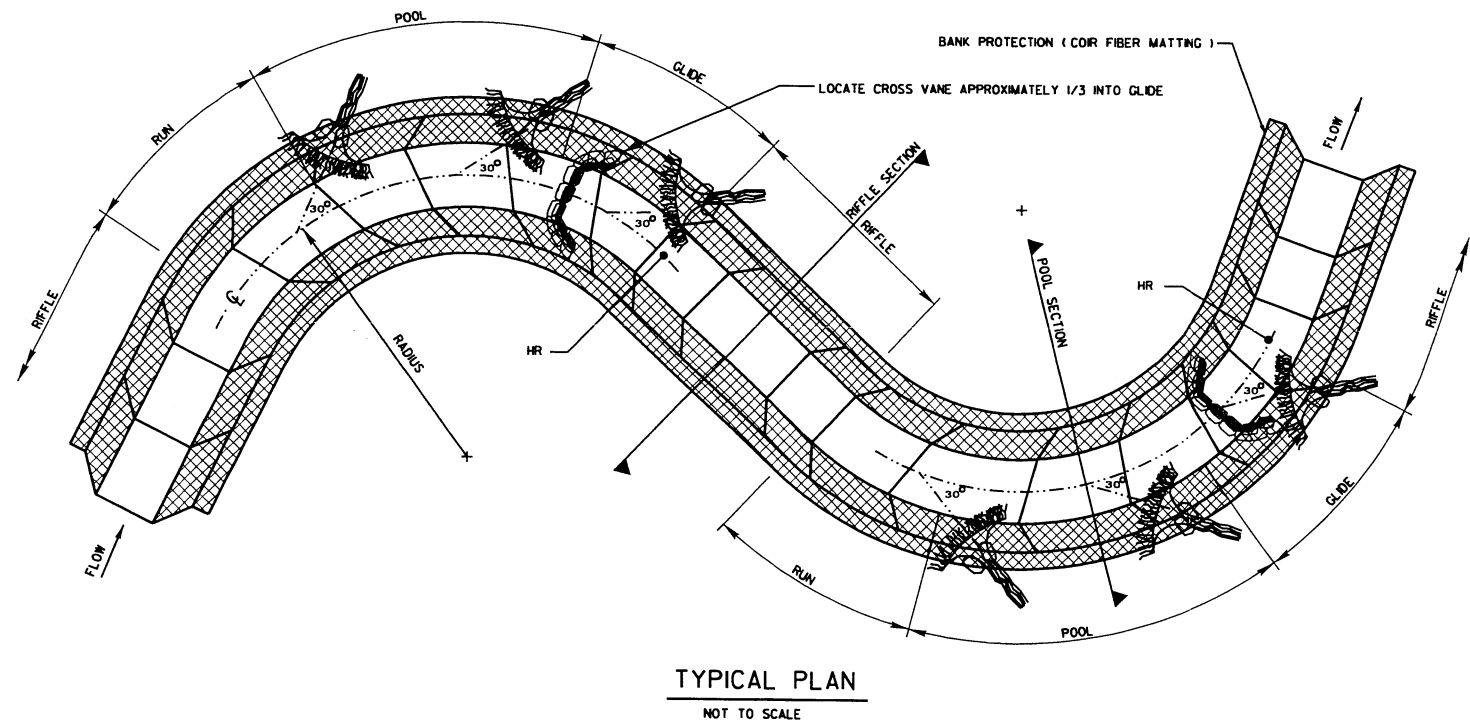 POOL
BANK PROTECTION ( COIR FIBER MATTING )
GLIDE
LOCATE CROSS VANE APPROXIMATELY 1/3 INTO GLIDE
RUN
FLOW
RIFFLE SECTION
30°
30°
30°
RIFFLE
POOL SECTION
HR
RIFFLE
RIFFLE
℄
RADIUS
HR
30°
30°
30°
GLIDE
FLOW
RUN
POOL
TYPICAL PLAN
NOT TO SCALE